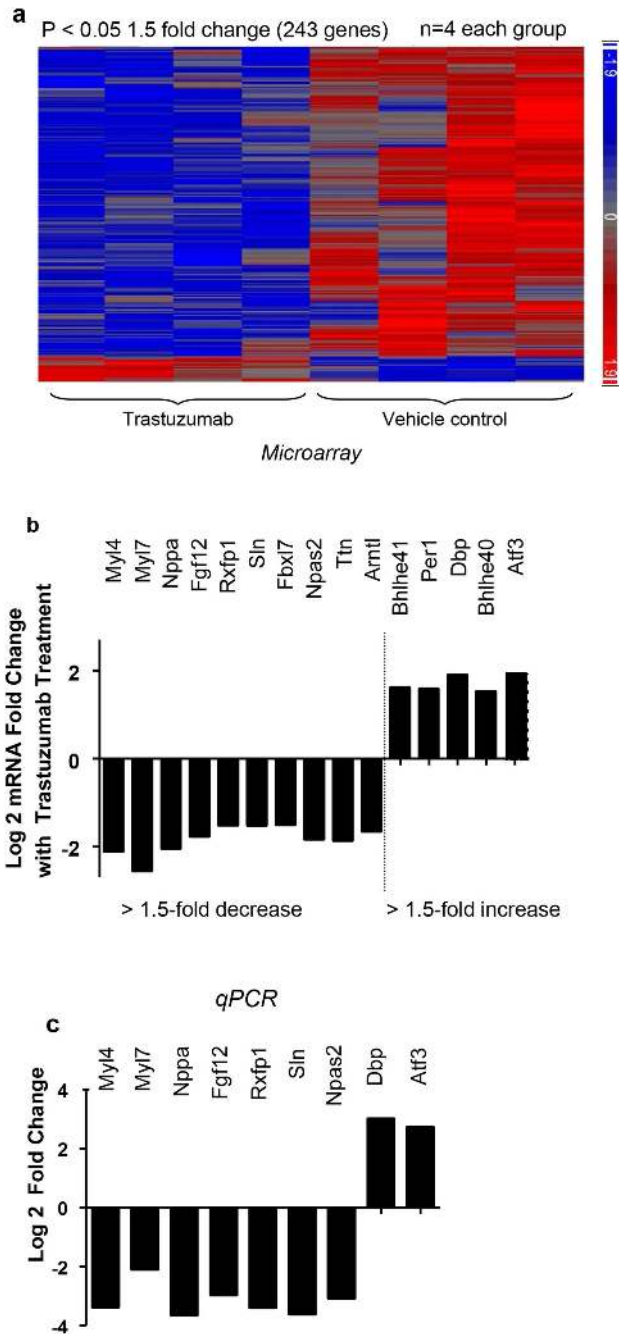 a
P < 0.05 1.5 fold change (243 genes) n=4 each group
-1.9
0
1.9
Trastuzumab Vehicle control
Microarray
b
Myl4 Myl7 Nppa Fgf12 Rxfp1 Sln Fbxl7 Npas2 Ttn Arntl Bhlhe41 Per1 Dbp Bhlhe40 Atf3
Log 2 mRNA Fold Change
with Trastuzumab Treatment
2
0
-2
> 1.5-fold decrease > 1.5-fold increase
qPCR
c
Myl4 Myl7 Nppa Fgf12 Rxfp1 Sln Npas2 Dbp Atf3
Log 2 Fold Change
4
2
0
-2
-4